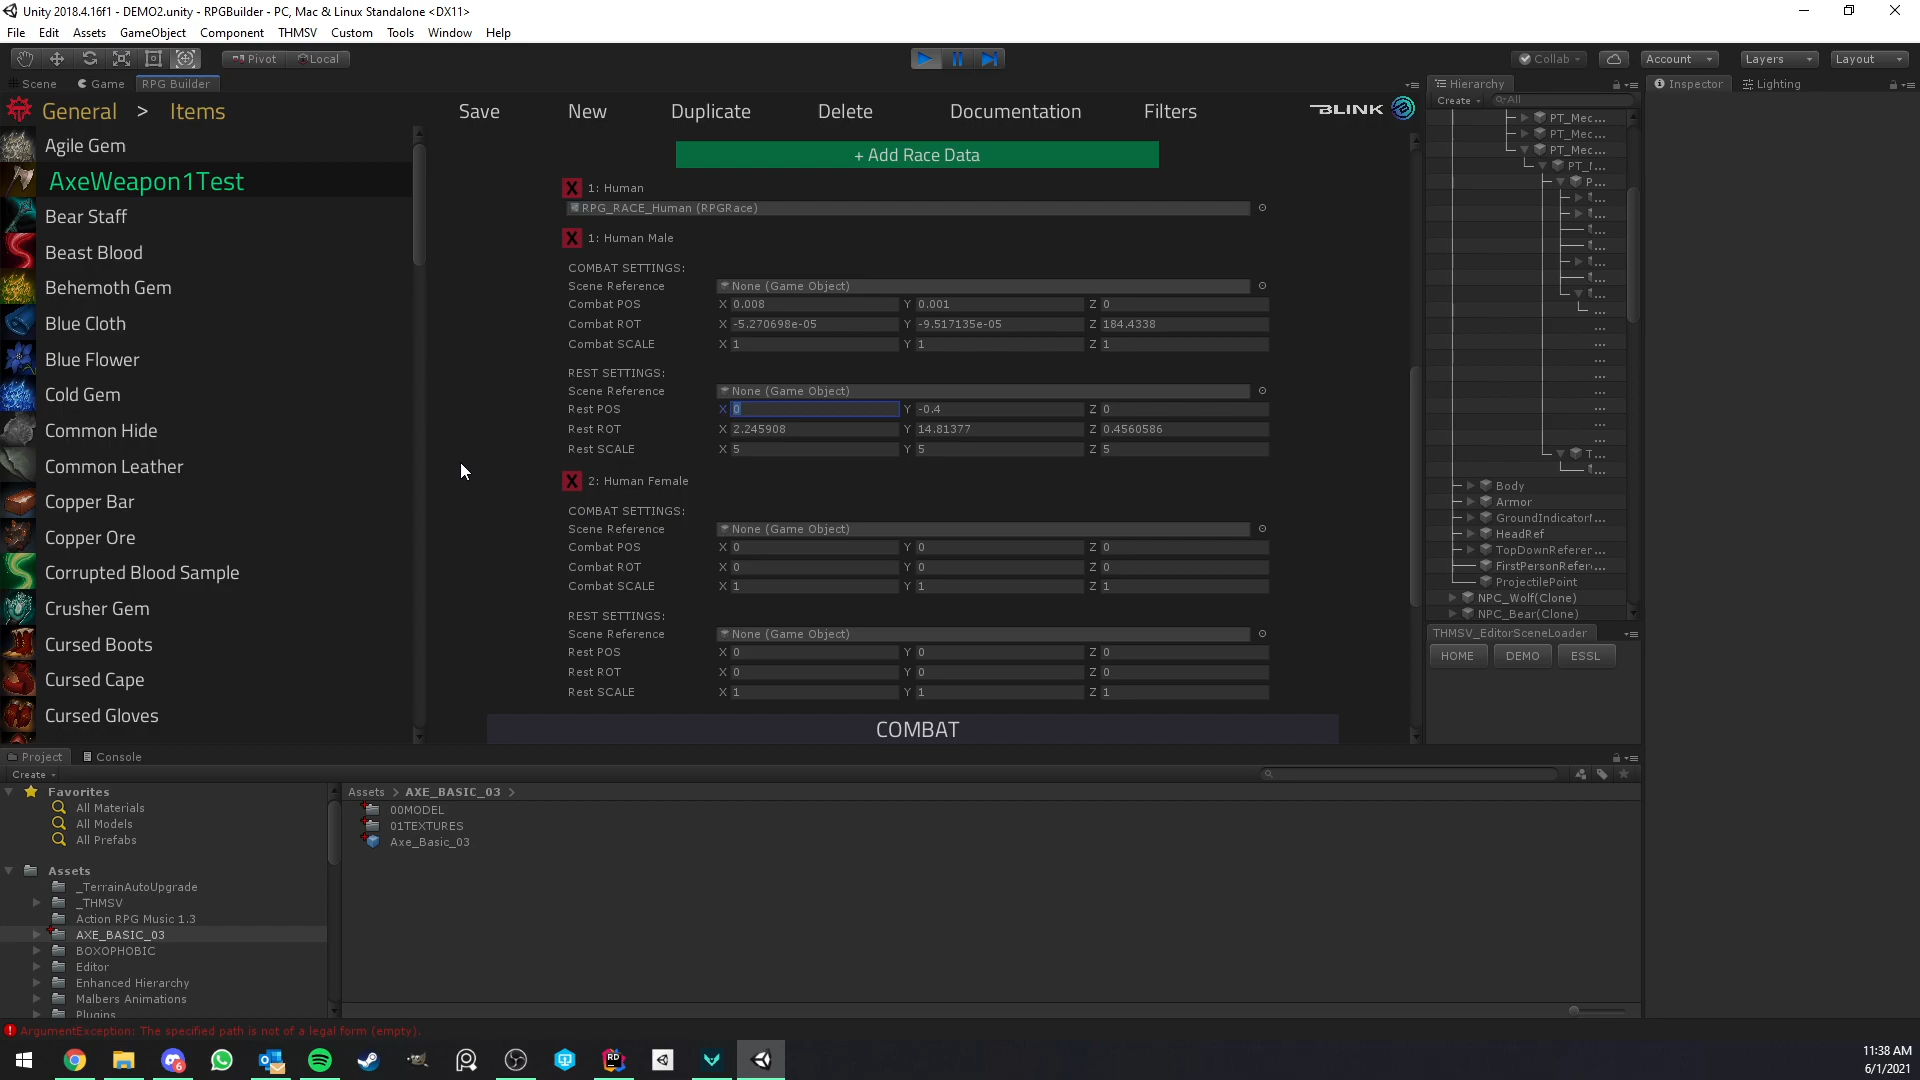 Unity 2018.4.16f1 - DEMO2.unity - RPGBuilder - PC, Mac & Linux Standalone <DX11>
File Edit Assets GameObject Component THMSV Custom Tools Window Help
Pivot Local Collab Account Layers Layout
Scene Game RPG Builder Hierarchy Inspector Lighting
General > Items Save New Duplicate Delete Documentation Filters BLINK
Create All
Agile Gem
AxeWeapon1Test
Bear Staff
Beast Blood
Behemoth Gem
Blue Cloth
Blue Flower
Cold Gem
Common Hide
Common Leather
Copper Bar
Copper Ore
Corrupted Blood Sample
Crusher Gem
Cursed Boots
Cursed Cape
Cursed Gloves
+ Add Race Data
X 1: Human
RPG_RACE_Human (RPGRace)
X 1: Human Male
COMBAT SETTINGS:
Scene Reference None (Game Object)
Combat POS X 0.008 Y 0.001 Z 0
Combat ROT X -5.270698e-05 Y -9.517135e-05 Z 184.4338
Combat SCALE X 1 Y 1 Z 1
REST SETTINGS:
Scene Reference None (Game Object)
Rest POS X 0 Y -0.4 Z 0
Rest ROT X 2.245908 Y 14.81377 Z 0.4560586
Rest SCALE X 5 Y 5 Z 5
X 2: Human Female
COMBAT SETTINGS:
Scene Reference None (Game Object)
Combat POS X 0 Y 0 Z 0
Combat ROT X 0 Y 0 Z 0
Combat SCALE X 1 Y 1 Z 1
REST SETTINGS:
Scene Reference None (Game Object)
Rest POS X 0 Y 0 Z 0
Rest ROT X 0 Y 0 Z 0
Rest SCALE X 1 Y 1 Z 1
COMBAT
PT_Mec...
PT_Mec...
PT_Mec...
P...
T...
Body
Armor
GroundIndicator...
HeadRef
TopDownReferer...
FirstPersonRefer...
ProjectilePoint
NPC_Wolf(Clone)
NPC_Bear(Clone)
THMSV_EditorSceneLoader
HOME DEMO ESSL
Project Console
Create
Favorites
All Materials
All Models
All Prefabs
Assets
_TerrainAutoUpgrade
_THMSV
Action RPG Music 1.3
AXE_BASIC_03
BOXOPHOBIC
Editor
Enhanced Hierarchy
Malbers Animations
Plugins
Assets > AXE_BASIC_03 >
00MODEL
01TEXTURES
Axe_Basic_03
ArgumentException: The specified path is not of a legal form (empty).
11:38 AM
6/1/2021